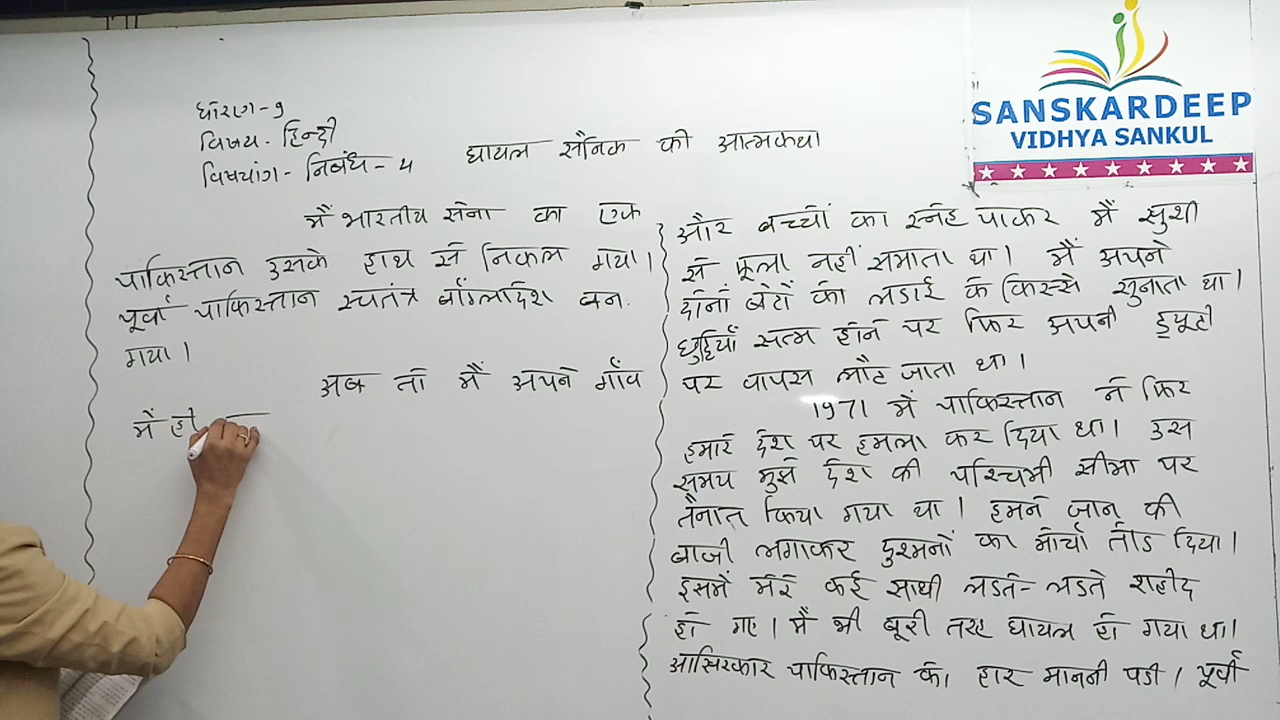 SANSKARDEEP
VIDHYA SANKUL
धोरण - 9
विषय - हिन्दी
विषयांग - निबंध - 4
घायल सैनिक की आत्मकथा
मैं भारतीय सेना का एक
पाकिस्तान उसके हाथ से निकल गया।
पूर्वी पाकिस्तान स्वतंत्र बाँग्लादेश बन
गया।
अब तो मैं अपने गाँव
में ही
और बच्चों का स्नेह पाकर मैं खुशी
से फूला नहीं समाता था। मैं अपने
दोनों बेटों को लडाई के किस्से सुनाता था।
छुट्टियाँ खत्म होने पर फिर अपनी ड्यूटी
पर वापस लौट जाता था।
1971 में पाकिस्तान ने फिर
हमारे देश पर हमला कर दिया था। उस
समय मुझे देश की पश्चिमी सीमा पर
तैनात किया गया था। हमने जान की
बाजी लगाकर दुश्मनों का मोर्चा तोड दिया।
इसमें मेरे कई साथी लडते-लडते शहीद
हो गए। मैं भी बूरी तरह घायल हो गया था।
आखिरकार पाकिस्तान को हार माननी पडी। पूर्वी